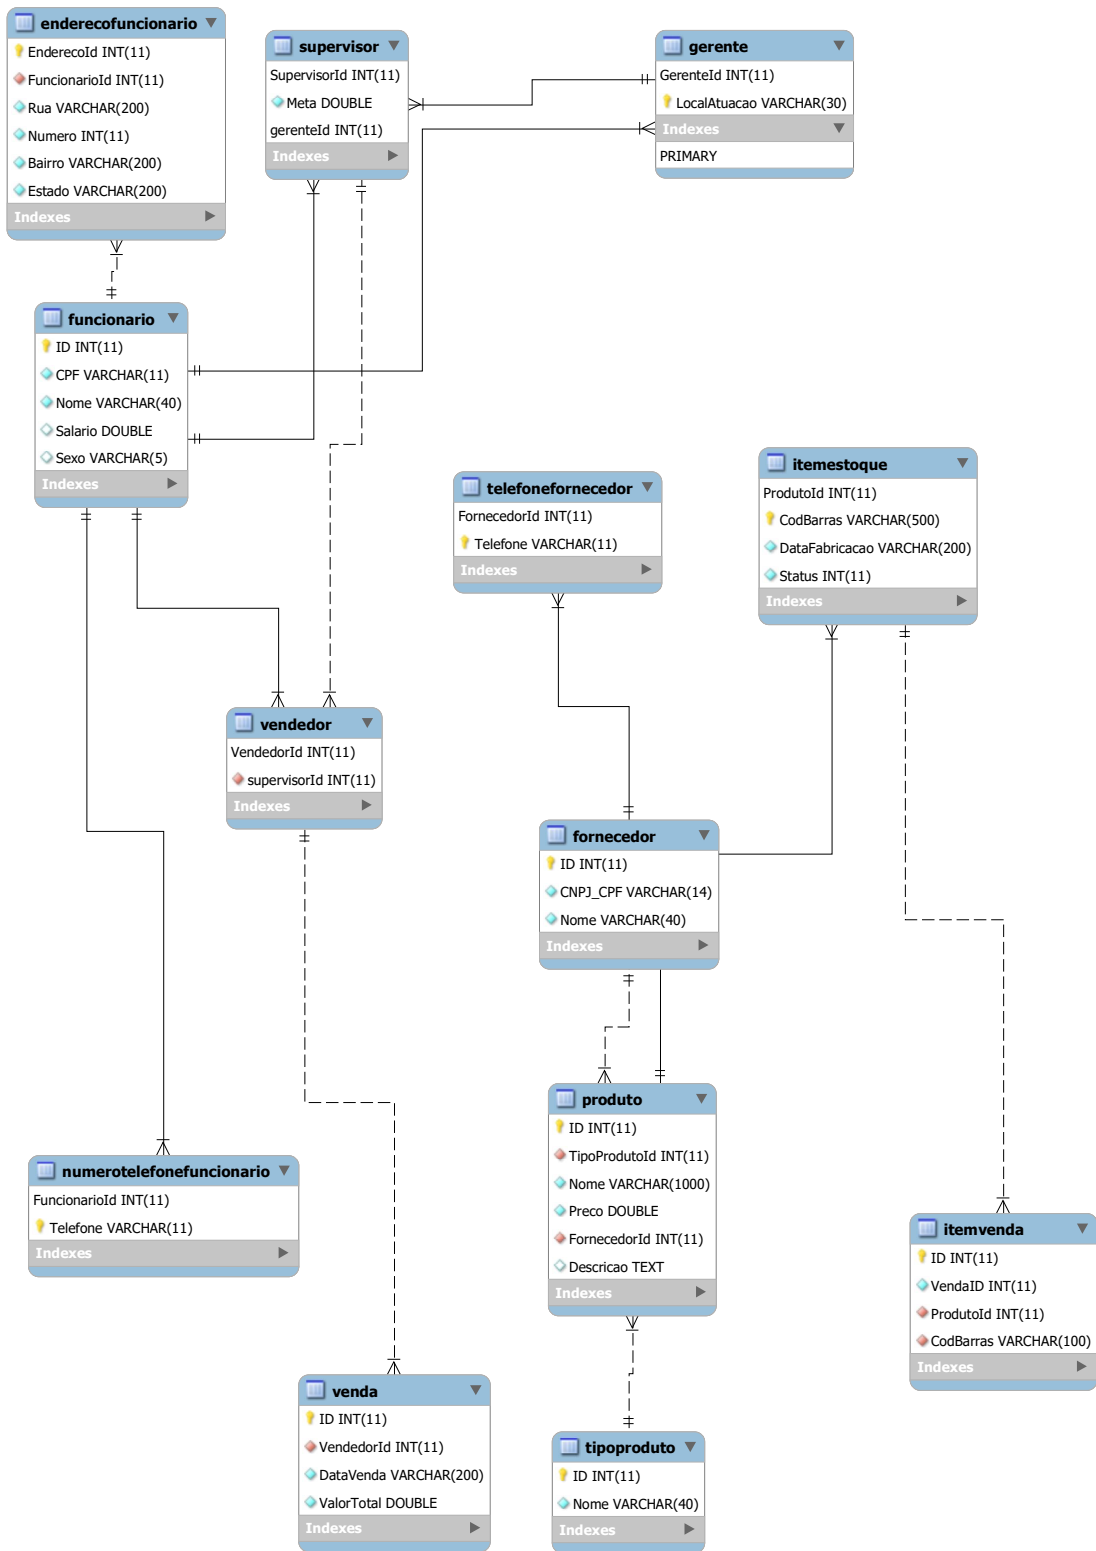 enderecofuncionario
EnderecoId INT(11)
FuncionarioId INT(11)
Rua VARCHAR(200)
Numero INT(11)
Bairro VARCHAR(200)
Estado VARCHAR(200)
Indexes
supervisor
SupervisorId INT(11)
Meta DOUBLE
gerenteId INT(11)
Indexes
gerente
GerenteId INT(11)
LocalAtuacao VARCHAR(30)
Indexes
PRIMARY
funcionario
ID INT(11)
CPF VARCHAR(11)
Nome VARCHAR(40)
Salario DOUBLE
Sexo VARCHAR(5)
Indexes
telefonefornecedor
FornecedorId INT(11)
Telefone VARCHAR(11)
Indexes
itemestoque
ProdutoId INT(11)
CodBarras VARCHAR(500)
DataFabricacao VARCHAR(200)
Status INT(11)
Indexes
vendedor
VendedorId INT(11)
supervisorId INT(11)
Indexes
fornecedor
ID INT(11)
CNPJ_CPF VARCHAR(14)
Nome VARCHAR(40)
Indexes
produto
ID INT(11)
TipoProdutoId INT(11)
Nome VARCHAR(1000)
Preco DOUBLE
FornecedorId INT(11)
Descricao TEXT
Indexes
numerotelefonefuncionario
FuncionarioId INT(11)
Telefone VARCHAR(11)
Indexes
itemvenda
ID INT(11)
VendaID INT(11)
ProdutoId INT(11)
CodBarras VARCHAR(100)
Indexes
venda
ID INT(11)
VendedorId INT(11)
DataVenda VARCHAR(200)
ValorTotal DOUBLE
Indexes
tipoproduto
ID INT(11)
Nome VARCHAR(40)
Indexes